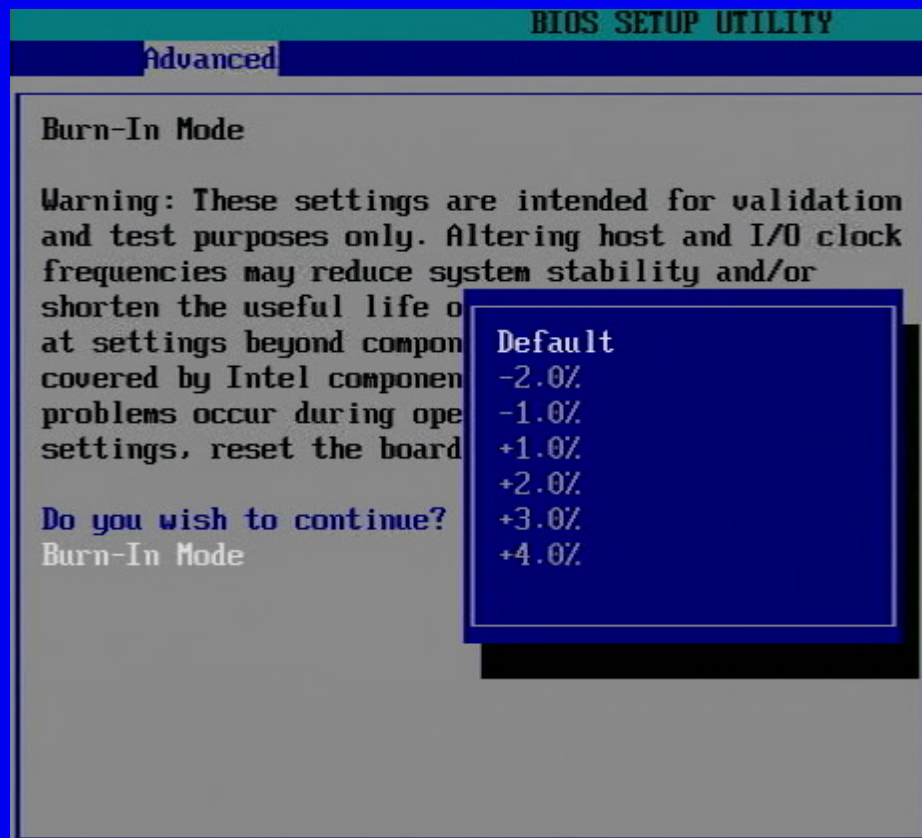 BIOS SETUP UTILITY
Advanced
Burn-In Mode
Warning: These settings are intended for validation
and test purposes only. Altering host and I/O clock
frequencies may reduce system stability and/or
shorten the useful life o
at settings beyond compon
covered by Intel componen
problems occur during ope
settings, reset the board
Do you wish to continue?
Burn-In Mode
Default
-2.0%
-1.0%
+1.0%
+2.0%
+3.0%
+4.0%